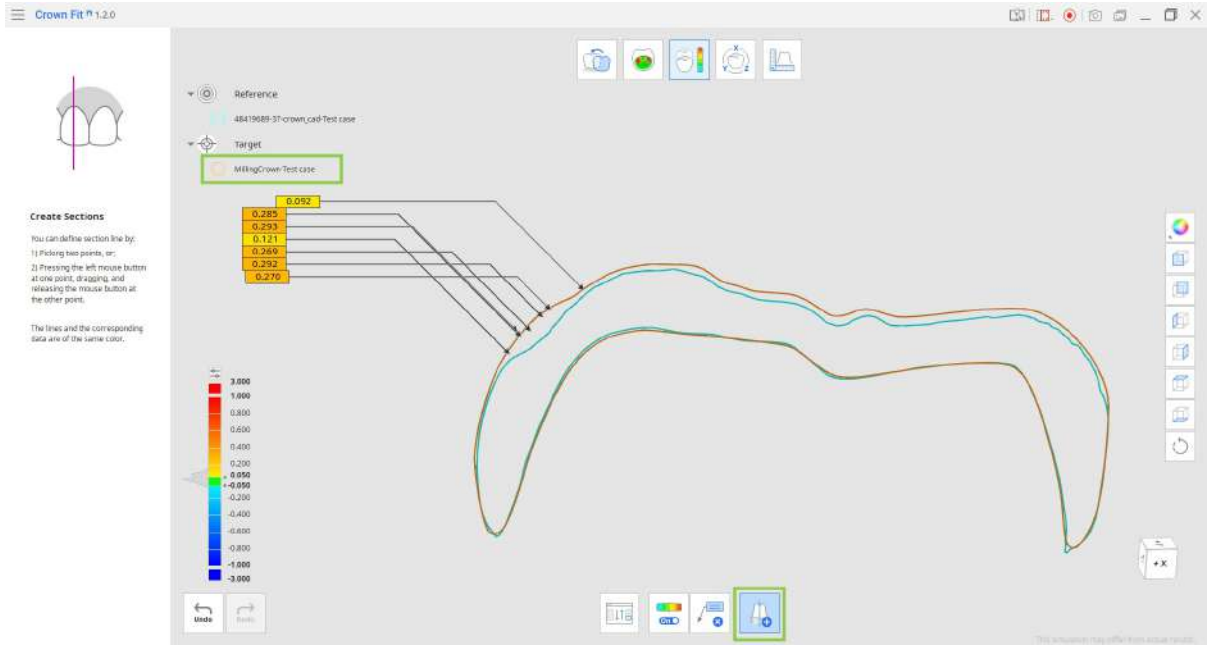 Crown Fit 1.2.0
Reference
48419689-37-crown_cad-Test case
Target
MillingCrown-Test case
Create Sections
You can define section line by:
1) Picking two points, or;
2) Pressing the left mouse button
at one point, dragging, and
releasing the mouse button at
the other point.
The lines and the corresponding
data are of the same color.
0.092
0.285
0.293
0.121
0.269
0.292
0.270
3.000
1.000
0.800
0.600
0.400
0.200
0.050
-0.050
-0.200
-0.400
-0.600
-0.800
-1.000
-3.000
X
Y
Z
+X
Undo
Redo
On
This simulation may differ from actual results.